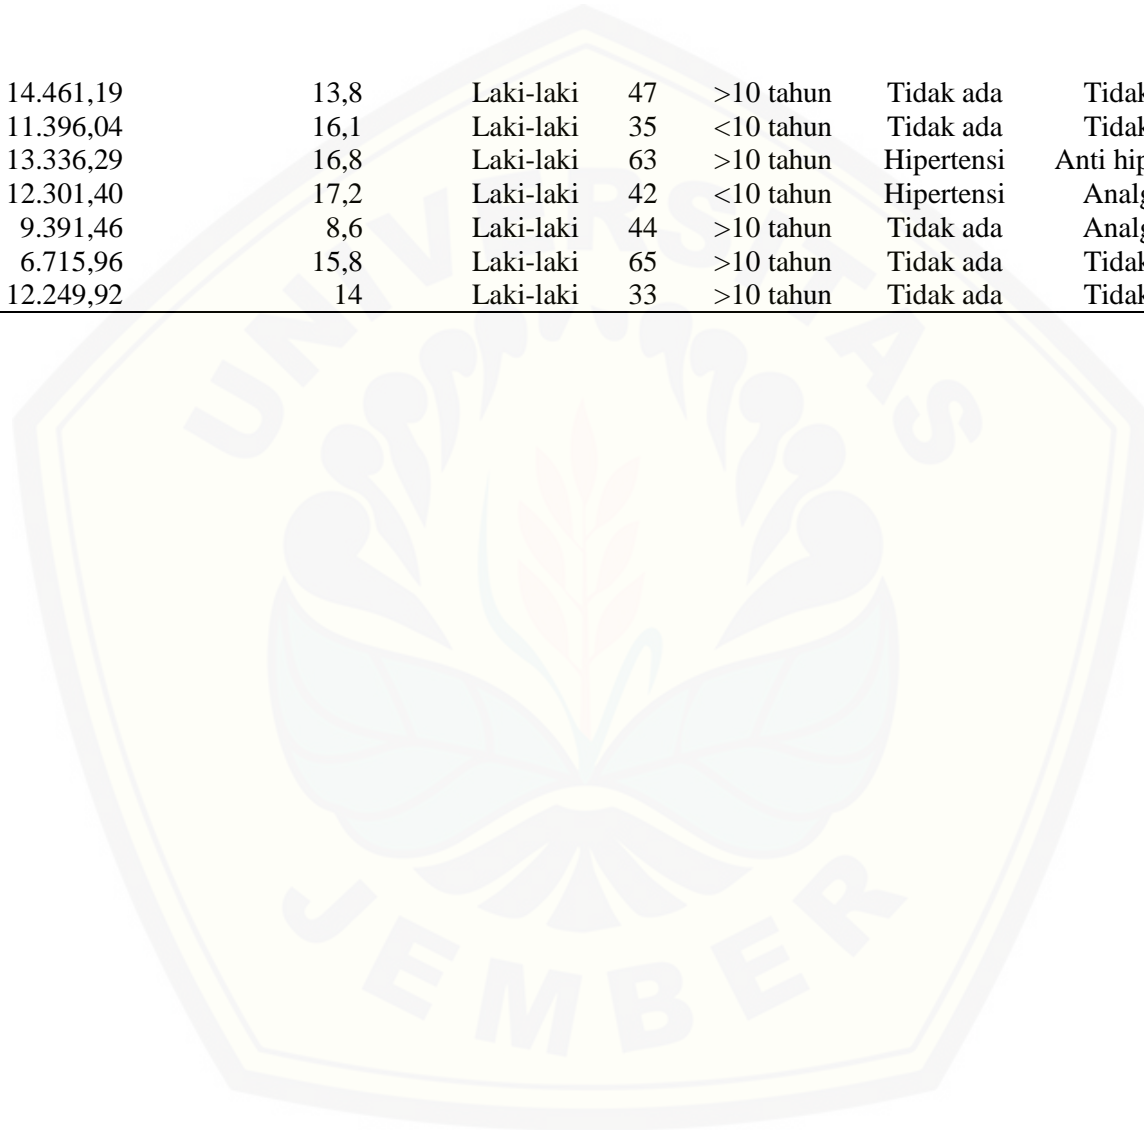 14.461,19 13,8 Laki-laki 47 >10 tahun Tidak ada
11.396,04 16,1 Laki-laki 35 <10 tahun Tidak ada
13.336,29 16,8 Laki-laki 63 >10 tahun Hipertensi Anti
12.301,40 17,2 Laki-laki 42 <10 tahun Hipertensi
9.391,46 8,6 Laki-laki 44 >10 tahun Tidak ada
6.715,96 15,8 Laki-laki 65 >10 tahun Tidak ada
12.249,92 14 Laki-laki 33 >10 tahun Tidak ada
UNIVERSITAS
JEMBER